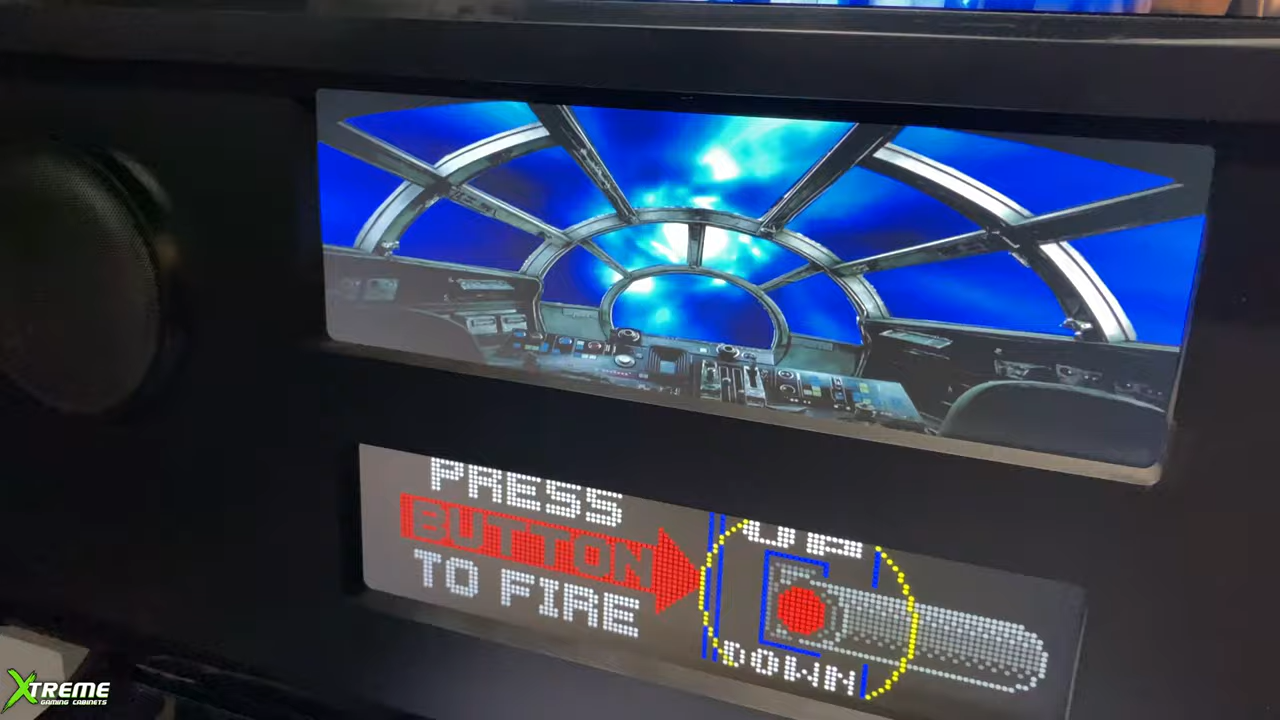 PRESS
BUTTON
TO FIRE
UP
DOWN
XTREME
GAMING CABINETS